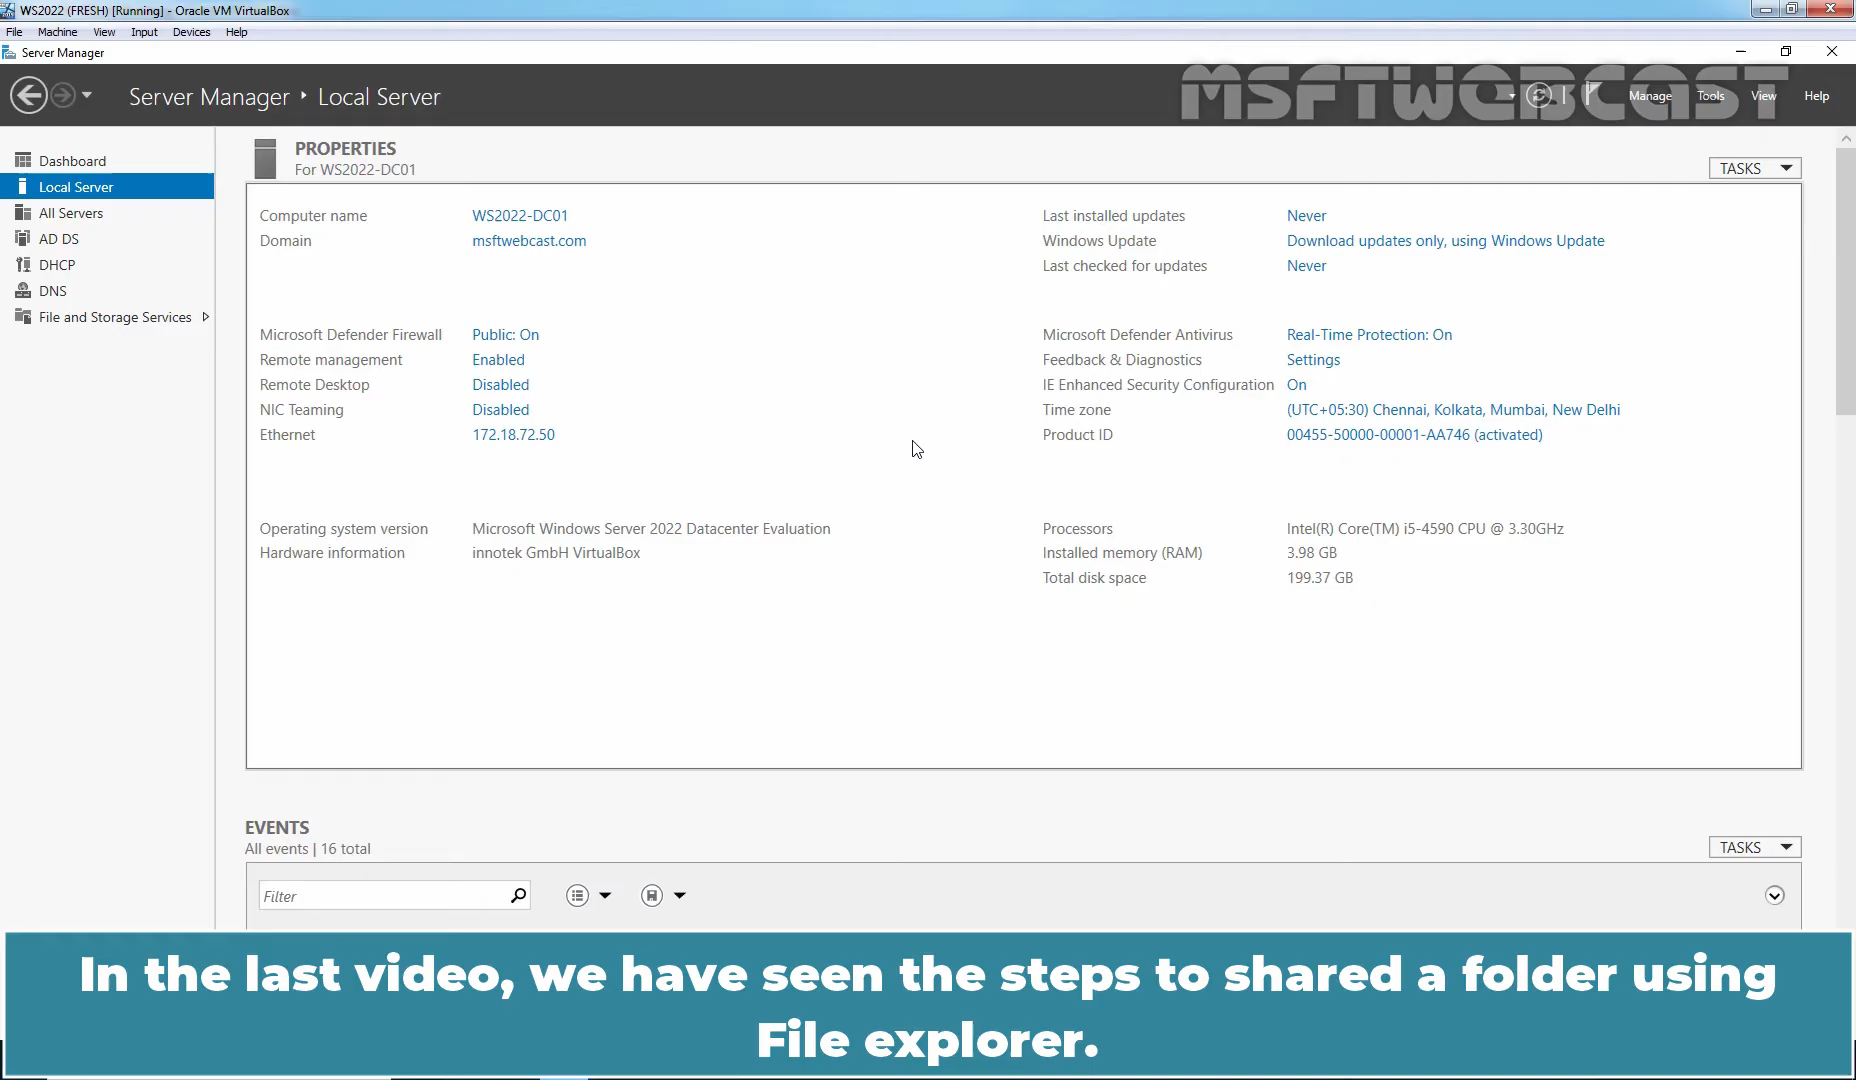 WS2022 (FRESH) [Running] - Oracle VM VirtualBox
File Machine View Input Devices Help
Server Manager
MSFTWEBCAST
Server Manager Local Server
Manage Tools View Help
Dashboard
Local Server
All Servers
AD DS
DHCP
DNS
File and Storage Services
PROPERTIES
For WS2022-DC01
TASKS
Computer name WS2022-DC01
Domain msftwebcast.com
Last installed updates Never
Windows Update Download updates only, using Windows Update
Last checked for updates Never
Microsoft Defender Firewall Public: On
Remote management Enabled
Remote Desktop Disabled
NIC Teaming Disabled
Ethernet 172.18.72.50
Microsoft Defender Antivirus Real-Time Protection: On
Feedback & Diagnostics Settings
IE Enhanced Security Configuration On
Time zone (UTC+05:30) Chennai, Kolkata, Mumbai, New Delhi
Product ID 00455-50000-00001-AA746 (activated)
Operating system version Microsoft Windows Server 2022 Datacenter Evaluation
Hardware information innotek GmbH VirtualBox
Processors Intel(R) Core(TM) i5-4590 CPU @ 3.30GHz
Installed memory (RAM) 3.98 GB
Total disk space 199.37 GB
EVENTS
All events | 16 total
TASKS
Filter
In the last video, we have seen the steps to shared a folder using
File explorer.